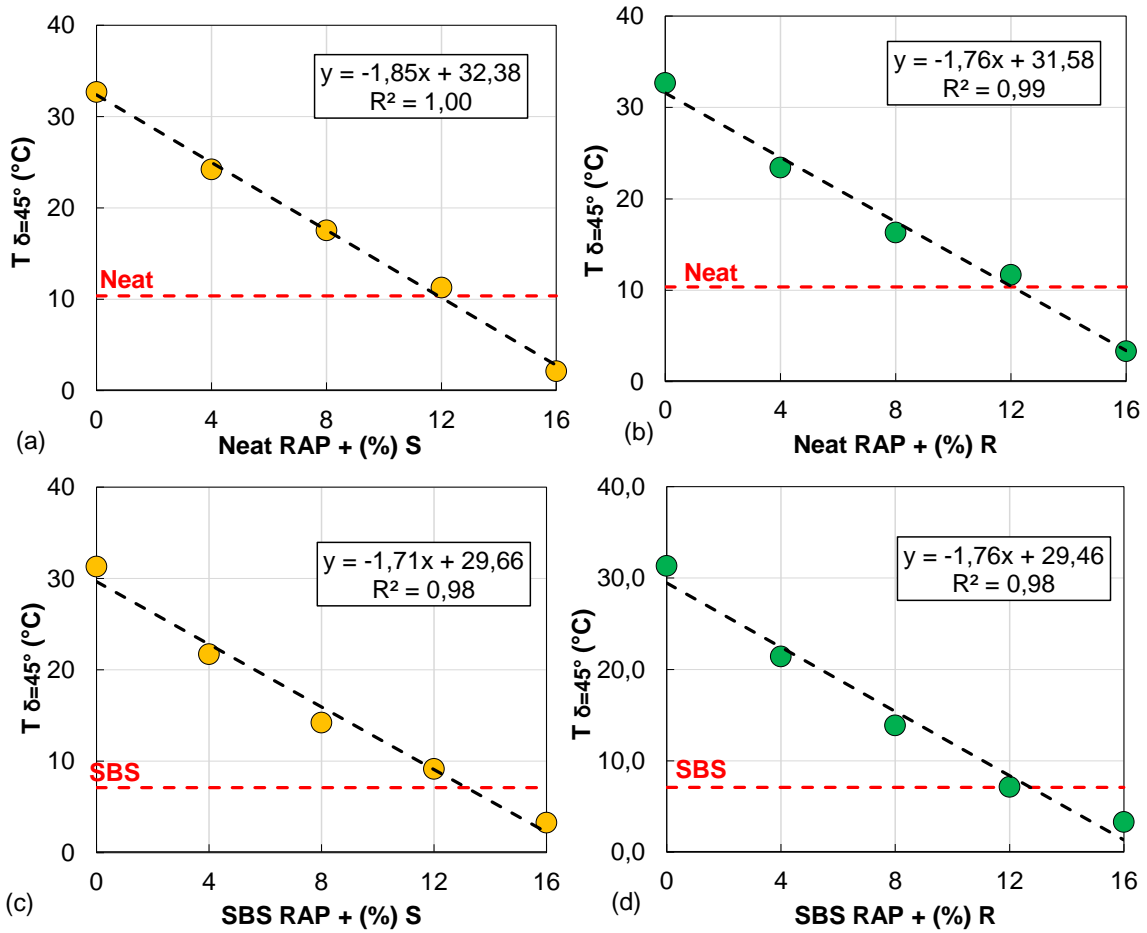 40
30
20
10
0
T δ=45° (°C)
y = -1,85x + 32,38
R² = 1,00
Neat
0 4 8 12 16
(a)
Neat RAP + (%) S
40
30
20
10
0
T δ=45° (°C)
y = -1,76x + 31,58
R² = 0,99
Neat
0 4 8 12 16
(b)
Neat RAP + (%) R
40
30
20
10
0
T δ=45° (°C)
y = -1,71x + 29,66
R² = 0,98
SBS
0 4 8 12 16
(c)
SBS RAP + (%) S
40,0
30,0
20,0
10,0
0,0
T δ=45° (°C)
y = -1,76x + 29,46
R² = 0,98
SBS
0 4 8 12 16
(d)
SBS RAP + (%) R